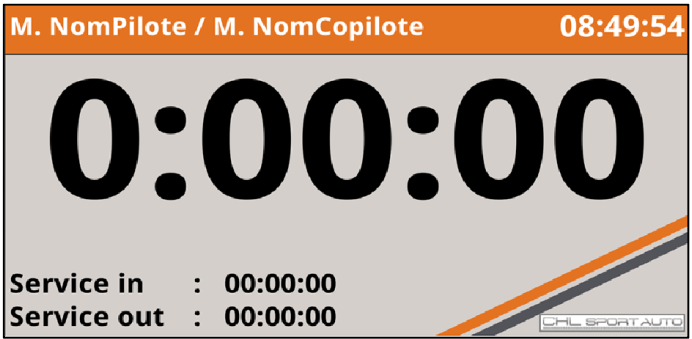 M. NomPilote / M. NomCopilote 08:49:54
0:00:00
Service in : 00:00:00
Service out : 00:00:00
CHL SPORT AUTO